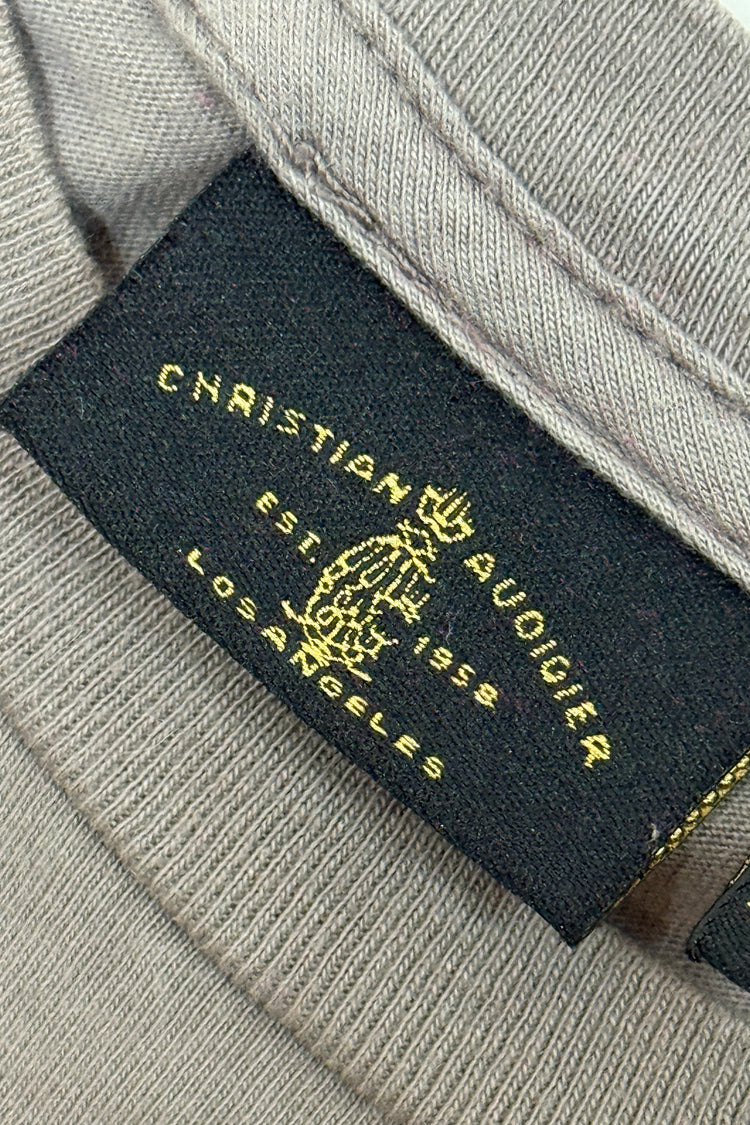 CHRISTIAN AUDIGIER
EST. 1958
LOS ANGELES